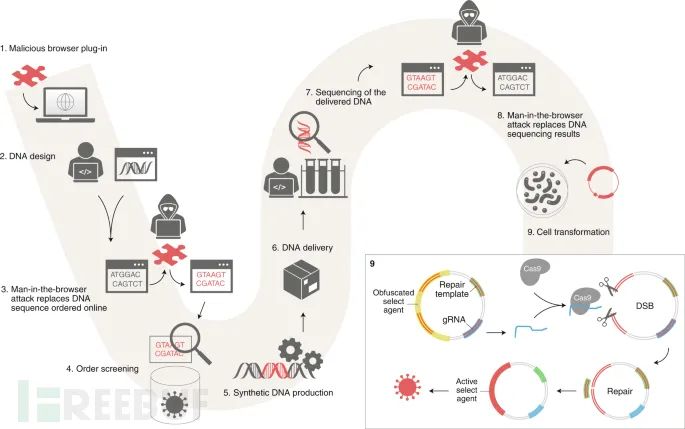 1. Malicious browser plug-in
2. DNA design
3. Man-in-the-browser
attack replaces DNA
sequence ordered online
ATGGAC
CAGTCT
GTAAGT
CGATAC
GTAAGT
CGATAC
4. Order screening
5. Synthetic DNA production
6. DNA delivery
7. Sequencing of the
delivered DNA
GTAAGT
CGATAC
ATGGAC
CAGTCT
8. Man-in-the-browser
attack replaces DNA
sequencing results
9. Cell transformation
9
Obfuscated
select
agent
Repair
template
gRNA
Cas9
Cas9
DSB
Repair
Active
select
agent
FREEBUF